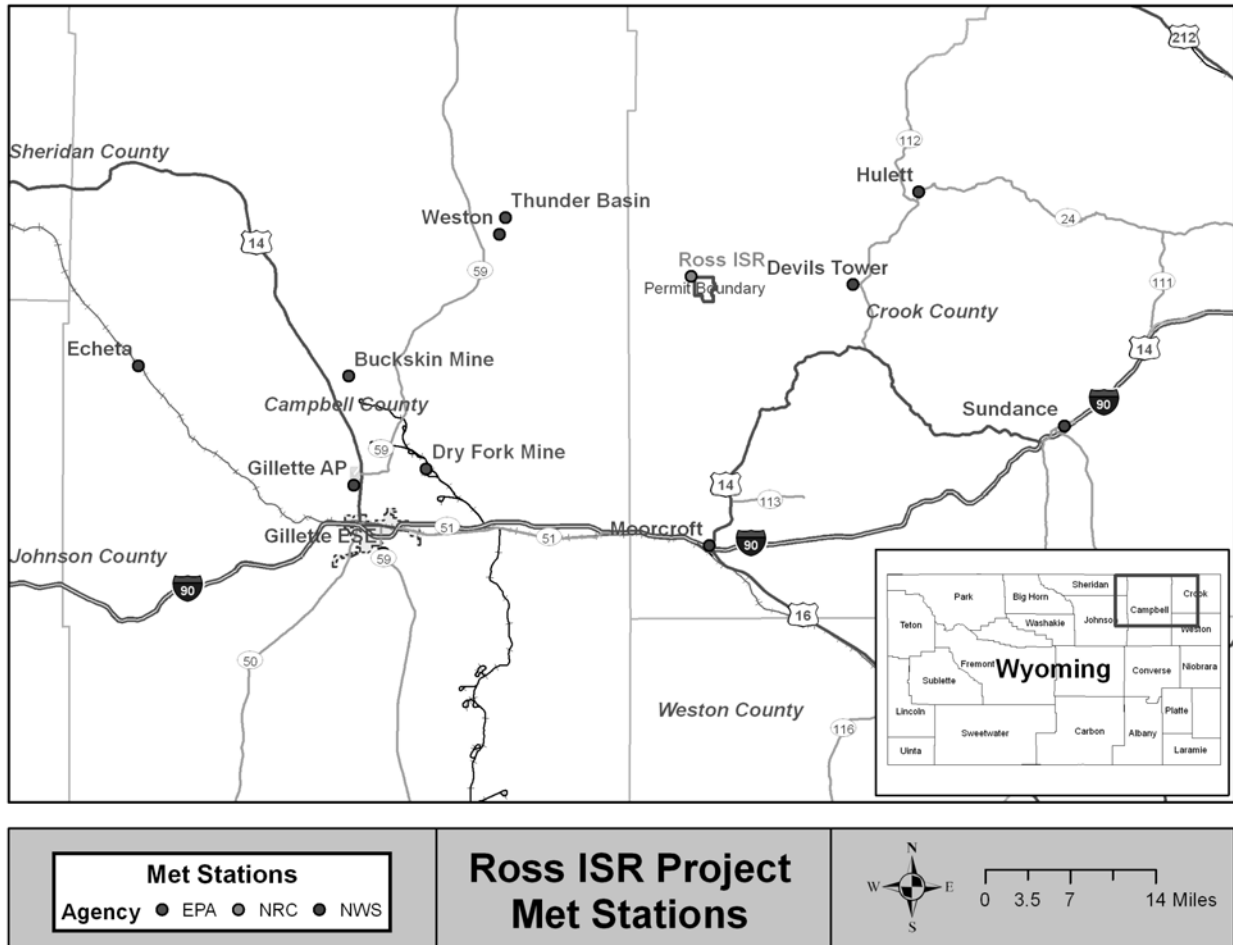 212
112
Sheridan County
Hulett
Thunder Basin
Weston
24
14
59
Ross ISR
Devils Tower
Permit Boundary
111
Crook County
Echeta
Buckskin Mine
14
Campbell County
90
Sundance
59
Dry Fork Mine
Gillette AP
14
113
51
Moorcroft
Gillette ESE
51
90
Johnson County
59
90
16
50
Weston County
116
Sheridan
Park
Big Horn
Crook
Campbell
Teton
Washakie
Johnson
Weston
Fremont
Wyoming
Converse
Niobrara
Sublette
Lincoln
Platte
Sweetwater
Carbon
Albany
Uinta
Laramie
Met Stations
Agency EPA NRC NWS
Ross ISR Project
Met Stations
N
W E
S
0 3.5 7 14 Miles